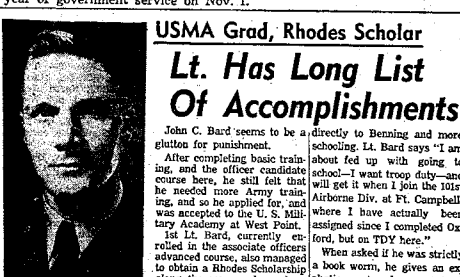 year of government service on Nov. 1.
USMA Grad, Rhodes Scholar
Lt. Has Long List
Of Accomplishments
John C. Bard seems to be a
glutton for punishment.
After completing basic train-
ing, and the officer candidate
course here, he still felt that
he needed more Army train-
ing, and so he applied for, and
was accepted to the U. S. Mili-
tary Academy at West Point.
1st Lt. Bard, currently en-
rolled in the associate officers
advanced course, also managed
to obtain a Rhodes Scholarship
directly to Benning and more
schooling. Lt. Bard says "I am
about fed up with going t
school—I want troop duty—and
will get it when I join the 101s
Airborne Div. at Ft. Campbell
where I have actually been
assigned since I completed Ox
ford, but on TDY here."
When asked if he was strictl
a book worm, he gives an ex